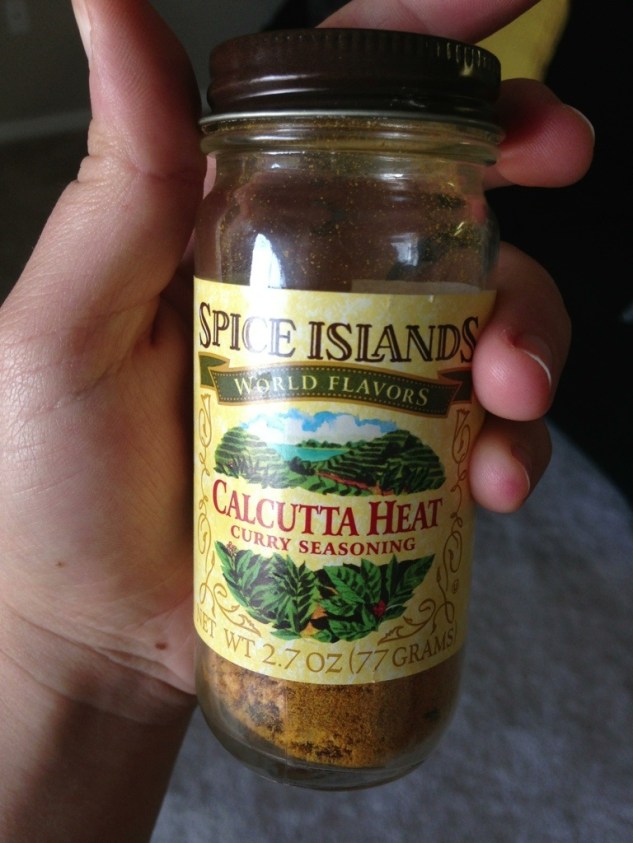 SPICE ISLANDS
WORLD FLAVORS
CALCUTTA HEAT
CURRY SEASONING
NET WT 2.7 OZ (77 GRAMS)